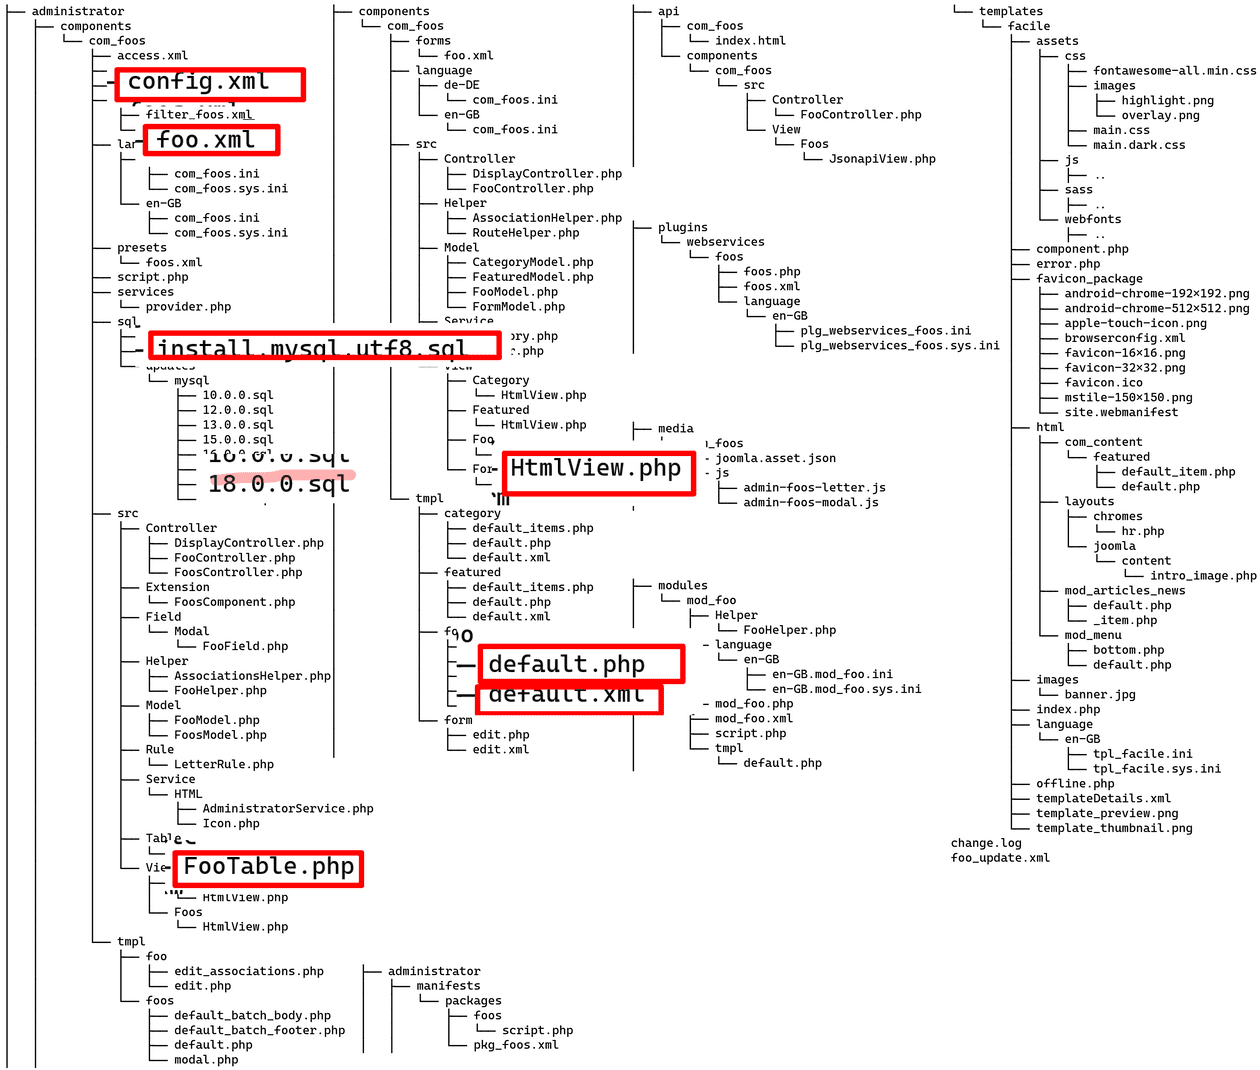 administrator
components
com_foos
access.xml
config.xml
filter_foos.xml
foo.xml
com_foos.ini
com_foos.sys.ini
en-GB
com_foos.ini
com_foos.sys.ini
presets
foos.xml
script.php
services
provider.php
sql
install.mysql.utf8.sql
updates
mysql
10.0.0.sql
12.0.0.sql
13.0.0.sql
15.0.0.sql
16.0.0.sql
18.0.0.sql
src
Controller
DisplayController.php
FooController.php
FoosController.php
Extension
FoosComponent.php
Field
Modal
FooField.php
Helper
AssociationsHelper.php
FooHelper.php
Model
FooModel.php
FoosModel.php
Rule
LetterRule.php
Service
HTML
AdministratorService.php
Icon.php
Table
FooTable.php
Vie
HtmlView.php
Foos
HtmlView.php
tmpl
foo
edit_associations.php
edit.php
foos
default_batch_body.php
default_batch_footer.php
default.php
modal.php
components
com_foos
forms
foo.xml
language
de-DE
com_foos.ini
en-GB
com_foos.ini
src
Controller
DisplayController.php
FooController.php
Helper
AssociationHelper.php
RouteHelper.php
Model
CategoryModel.php
FeaturedModel.php
FooModel.php
FormModel.php
Service
ory.php
r.php
View
Category
HtmlView.php
Featured
HtmlView.php
Foo
HtmlView.php
For
tmpl
category
default_items.php
default.php
default.xml
featured
default_items.php
default.php
default.xml
foo
default.php
default.xml
form
edit.php
edit.xml
administrator
manifests
packages
foos
script.php
pkg_foos.xml
api
com_foos
index.html
components
com_foos
src
Controller
FooController.php
View
Foos
JsonapiView.php
plugins
webservices
foos
foos.php
foos.xml
language
en-GB
plg_webservices_foos.ini
plg_webservices_foos.sys.ini
media
_foos
joomla.asset.json
js
admin-foos-letter.js
admin-foos-modal.js
modules
mod_foo
Helper
FooHelper.php
language
en-GB
en-GB.mod_foo.ini
en-GB.mod_foo.sys.ini
mod_foo.php
mod_foo.xml
script.php
tmpl
default.php
templates
facile
assets
css
fontawesome-all.min.css
images
highlight.png
overlay.png
main.css
main.dark.css
js
..
sass
..
webfonts
..
component.php
error.php
favicon_package
android-chrome-192×192.png
android-chrome-512×512.png
apple-touch-icon.png
browserconfig.xml
favicon-16×16.png
favicon-32×32.png
favicon.ico
mstile-150×150.png
site.webmanifest
html
com_content
featured
default_item.php
default.php
layouts
chromes
hr.php
joomla
content
intro_image.php
mod_articles_news
default.php
_item.php
mod_menu
bottom.php
default.php
images
banner.jpg
index.php
language
en-GB
tpl_facile.ini
tpl_facile.sys.ini
offline.php
templateDetails.xml
template_preview.png
template_thumbnail.png
change.log
foo_update.xml